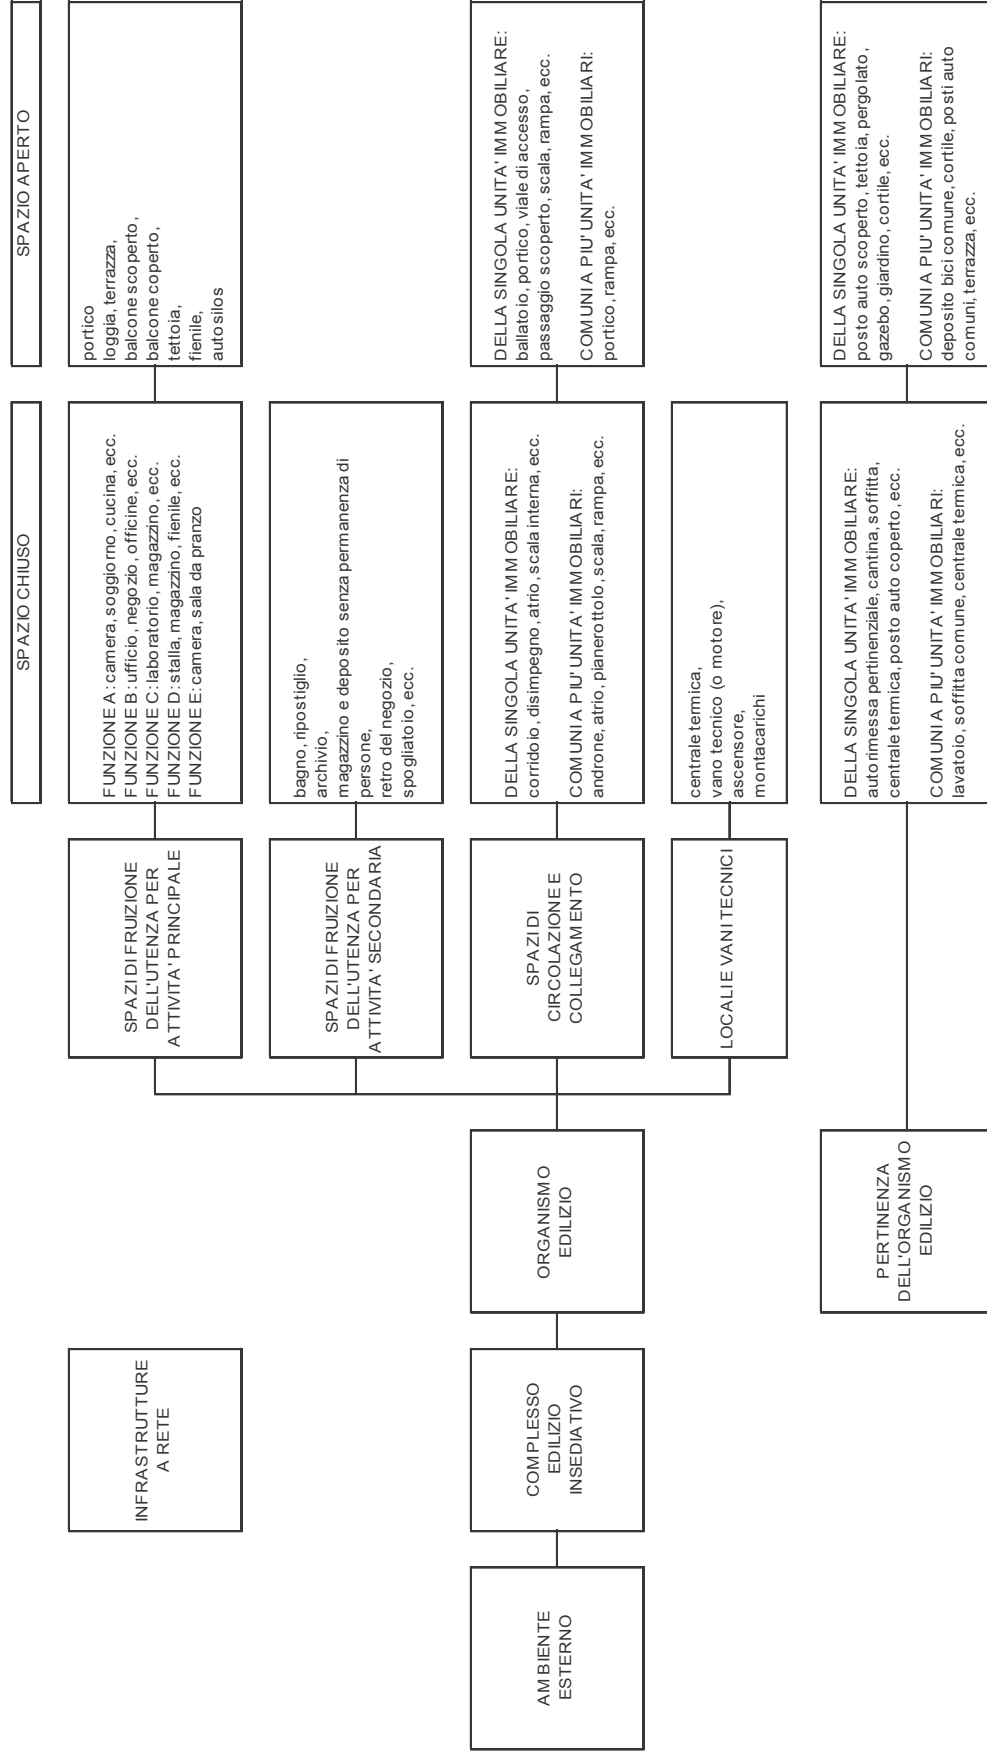 SPAZIO CHIUSO
SPAZIO APERTO
INFRASTRUTTURE
A RETE
SPAZI DI FRUIZIONE
DELL'UTENZA PER
ATTIVITA' PRINCIPALE
FUNZIONE A: camera, soggiorno, cucina, ecc.
FUNZIONE B: ufficio, negozio, officine, ecc.
FUNZIONE C: laboratorio, magazzino, ecc.
FUNZIONE D: stalla, magazzino, fienile, ecc.
FUNZIONE E: camera, sala da pranzo
portico
loggia, terrazza,
balcone scoperto,
balcone coperto,
tettoia,
fienile,
autosilos
SPAZI DI FRUIZIONE
DELL'UTENZA PER
ATTIVITA' SECONDARIA
bagno, ripostiglio,
archivio,
magazzino e deposito senza permanenza di
persone,
retro del negozio,
spogliatoio, ecc.
AMBIENTE
ESTERNO
COMPLESSO
EDILIZIO
INSEDIATIVO
ORGANISMO
EDILIZIO
SPAZI DI
CIRCOLAZIONE E
COLLEGAMENTO
DELLA SINGOLA UNITA' IMMOBILIARE:
corridoio, disimpegno, atrio, scala interna, ecc.
COMUNI A PIU' UNITA' IMMOBILIARI:
androne, atrio, pianerottolo, scala, rampa, ecc.
DELLA SINGOLA UNITA' IMMOBILIARE:
ballatoio, portico, viale di accesso,
passaggio scoperto, scala, rampa, ecc.
COMUNI A PIU' UNITA' IMMOBILIARI:
portico, rampa, ecc.
LOCALI E VANI TECNICI
centrale termica,
vano tecnico (o motore),
ascensore,
montacarichi
PERTINENZA
DELL'ORGANISMO
EDILIZIO
DELLA SINGOLA UNITA' IMMOBILIARE:
autorimessa pertinenziale, cantina, soffitta,
centrale termica, posto auto coperto, ecc.
COMUNI A PIU' UNITA' IMMOBILIARI:
lavatoio, soffitta comune, centrale termica, ecc.
DELLA SINGOLA UNITA' IMMOBILIARE:
posto auto scoperto, tettoia, pergolato,
gazebo, giardino, cortile, ecc.
COMUNI A PIU' UNITA' IMMOBILIARI:
deposito bici comune, cortile, posti auto
comuni, terrazza, ecc.